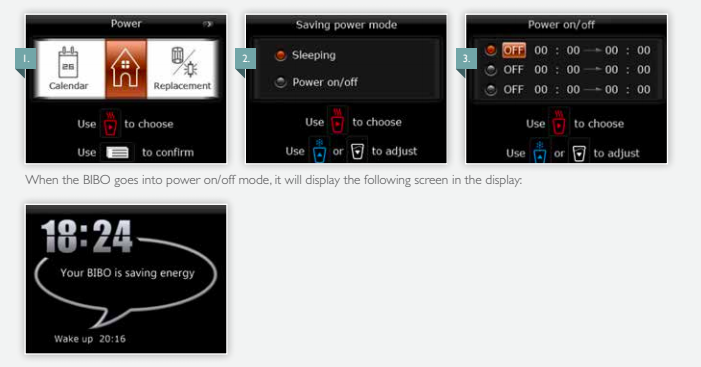 1.
Power
26
Calendar
Replacement
Use to choose
Use to confirm
2.
Saving power mode
Sleeping
Power on/off
Use to choose
Use or to adjust
3.
Power on/off
OFF 00 : 00 → 00 : 00
OFF 00 : 00 → 00 : 00
OFF 00 : 00 → 00 : 00
Use to choose
Use or to adjust
When the BIBO goes into power on/off mode, it will display the following screen in the display:
18:24
Your BIBO is saving energy
Wake up 20:16